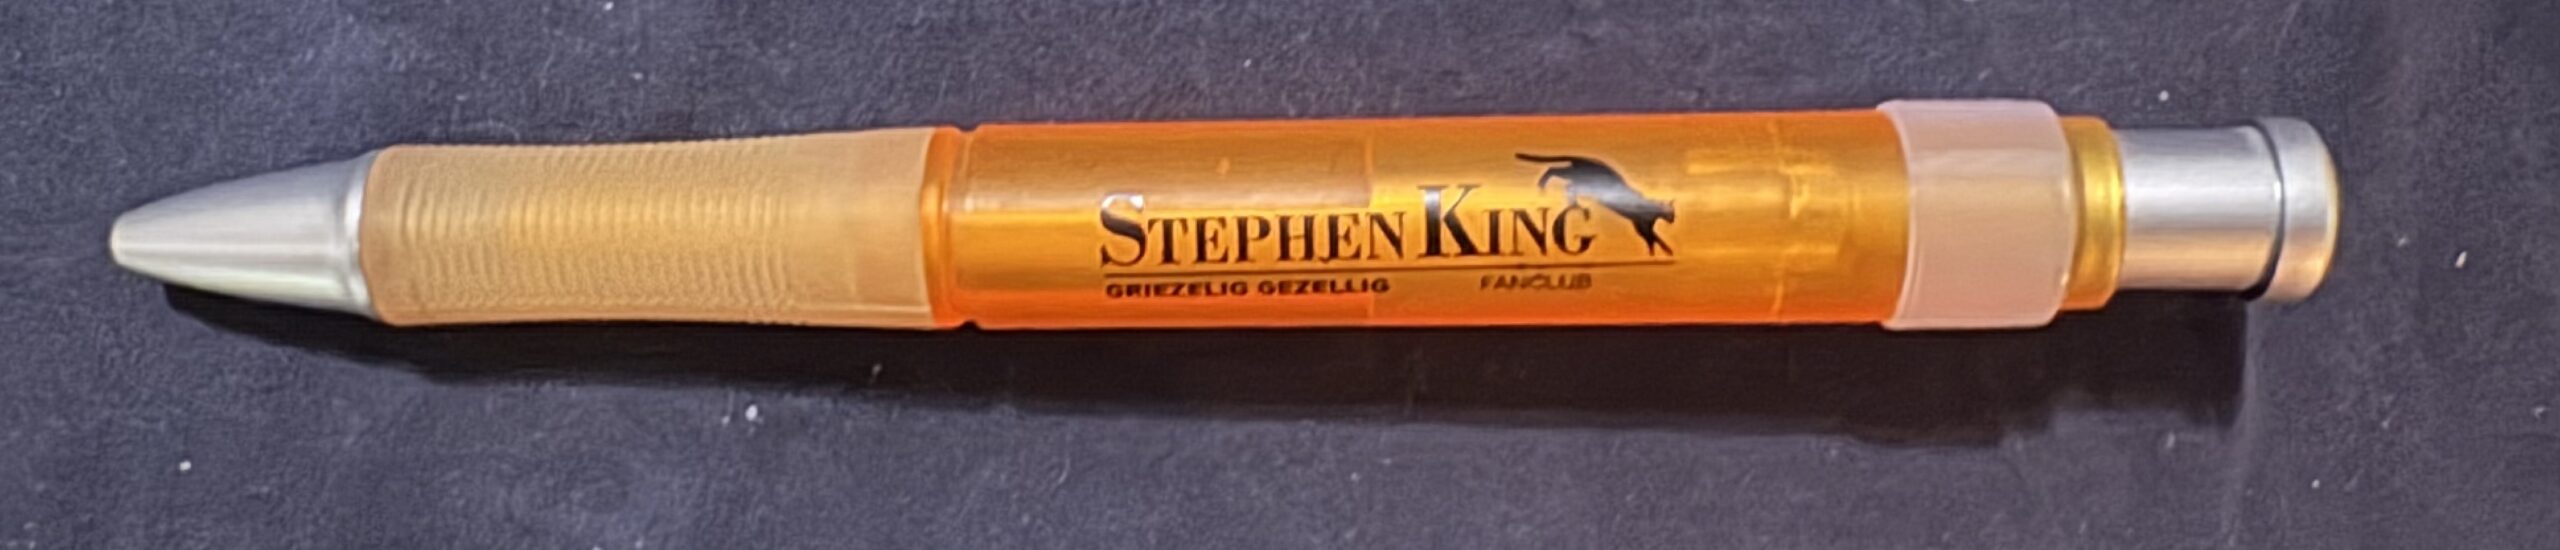 STEPHEN KING
GRIEZELIG GEZELLIG FANCLUB